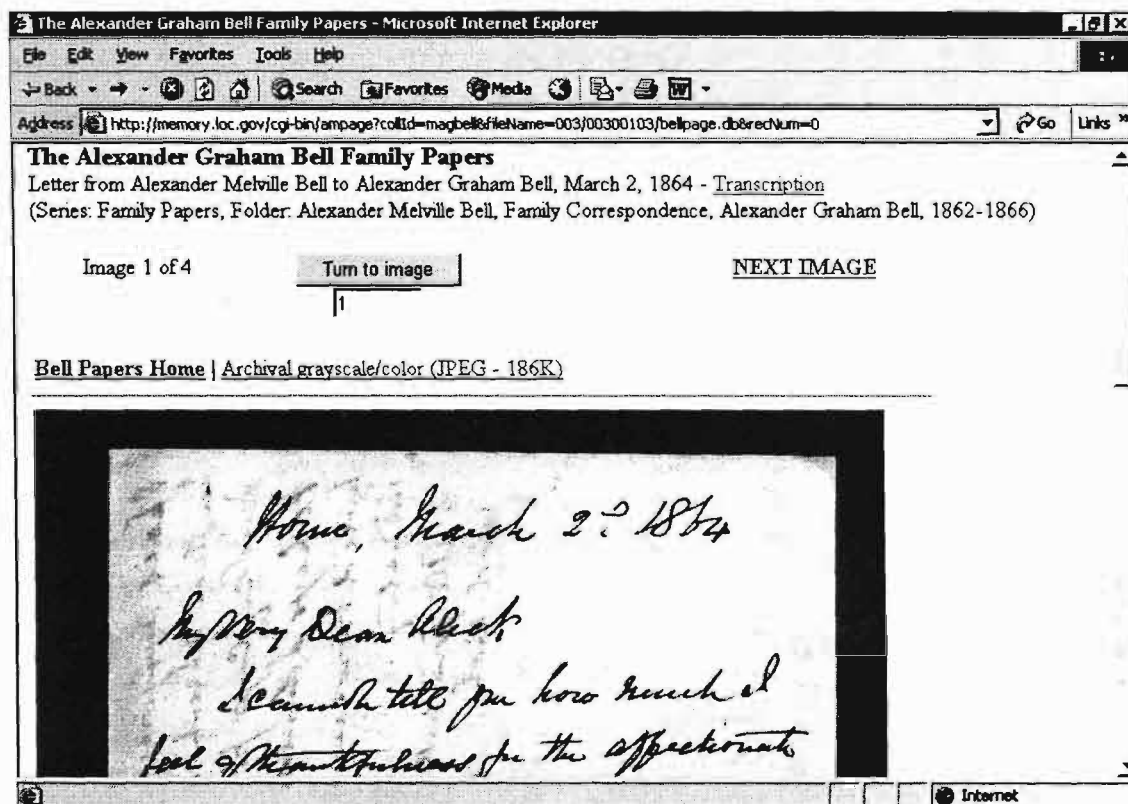 The Alexander Graham Bell Family Papers - Microsoft Internet Explorer
File Edit View Favorites Tools Help
Back Search Favorites Media
Address http://memory.loc.gov/cgi-bin/ampage?collId=magbell&fileName=003/00300103/bellpage.db&recNum=0 Go Links »
The Alexander Graham Bell Family Papers
Letter from Alexander Melville Bell to Alexander Graham Bell, March 2, 1864 - Transcription
(Series: Family Papers, Folder: Alexander Melville Bell, Family Correspondence, Alexander Graham Bell, 1862-1866)
Image 1 of 4 Turn to image NEXT IMAGE
1
Bell Papers Home | Archival grayscale/color (JPEG - 186K)
Home, March 2d 1864
My Very Dear Aleck
I cannot tell you how much I
feel of thankfulness for the affectionate
Internet